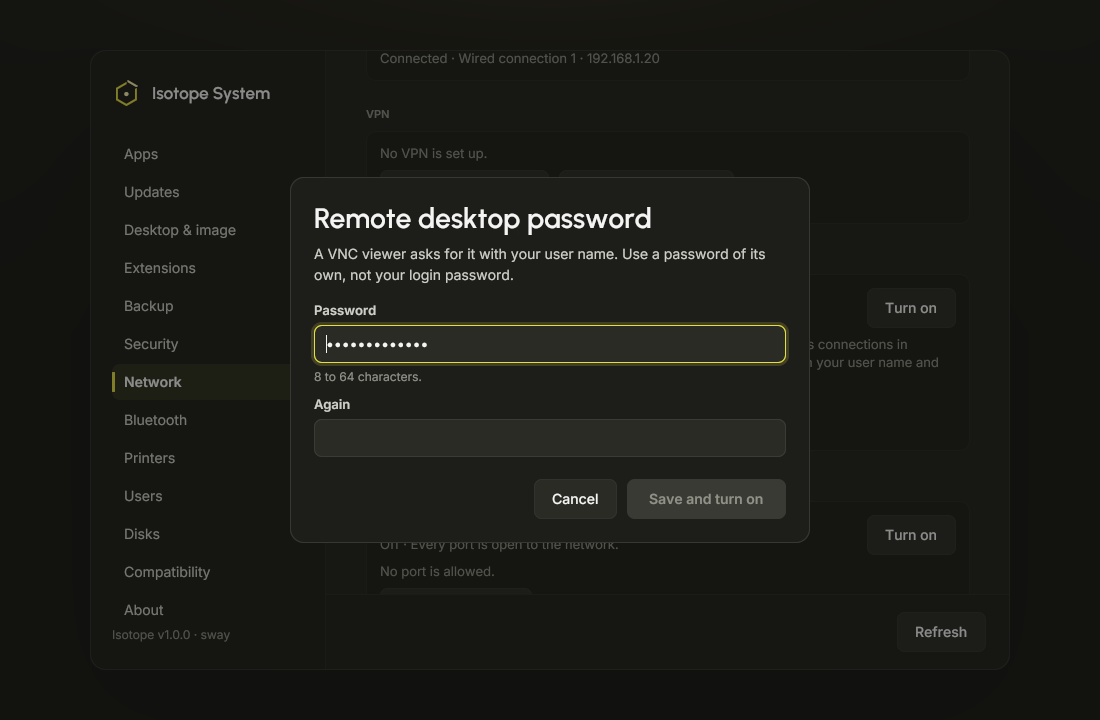 Connected · Wired connection 1 · 192.168.1.20
Isotope System
VPN
No VPN is set up.
Apps
Updates
Desktop & image
Extensions
Backup
Security
Network
Bluetooth
Printers
Users
Disks
Compatibility
About
Isotope v1.0.0 · sway
Remote desktop password
A VNC viewer asks for it with your user name. Use a password of its
own, not your login password.
Password
•••••••••••••
8 to 64 characters.
Again
Cancel
Save and turn on
Turn on
connections in
your user name and
Turn on
Off · Every port is open to the network.
No port is allowed.
Refresh